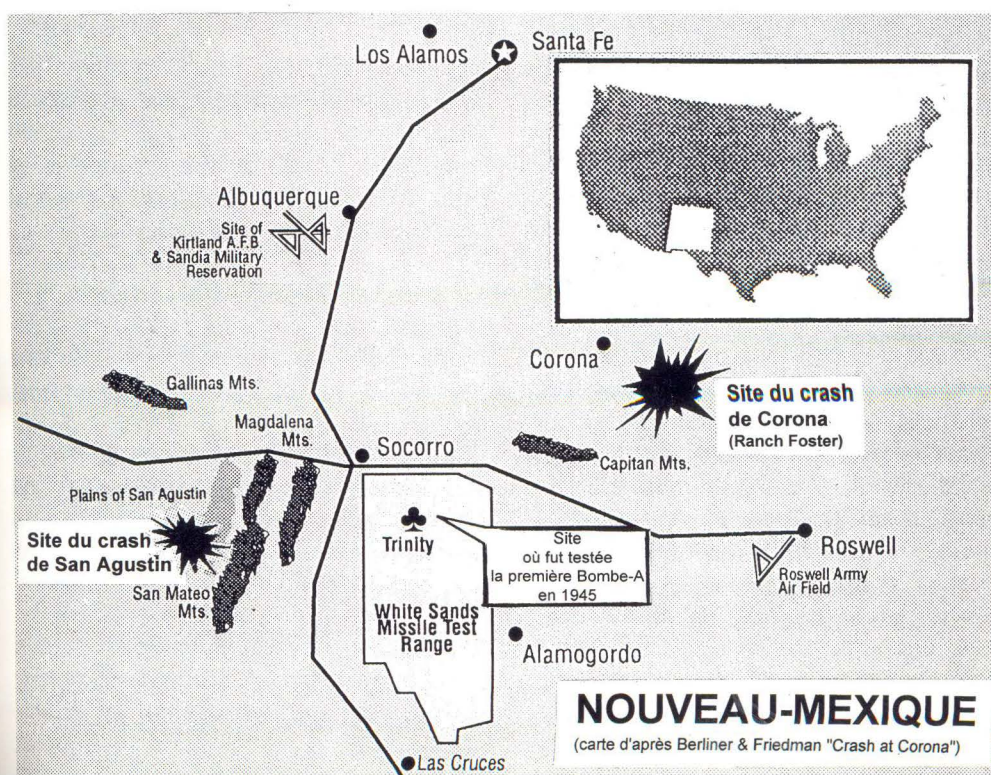 Los Alamos
Santa Fe
Albuquerque
Site of
Kirtland A.F.B.
& Sandia Military
Reservation
Corona
Site du crash
de Corona
(Ranch Foster)
Gallinas Mts.
Magdalena
Mts.
Socorro
Capitan Mts.
Plains of San Agustin
Site du crash
de San Agustin
San Mateo
Mts.
Trinity
Site
où fut testée
la première Bombe-A
en 1945
Roswell
Roswell Army
Air Field
White Sands
Missile Test
Range
Alamogordo
Las Cruces
NOUVEAU-MEXIQUE
(carte d'après Berliner & Friedman "Crash at Corona")